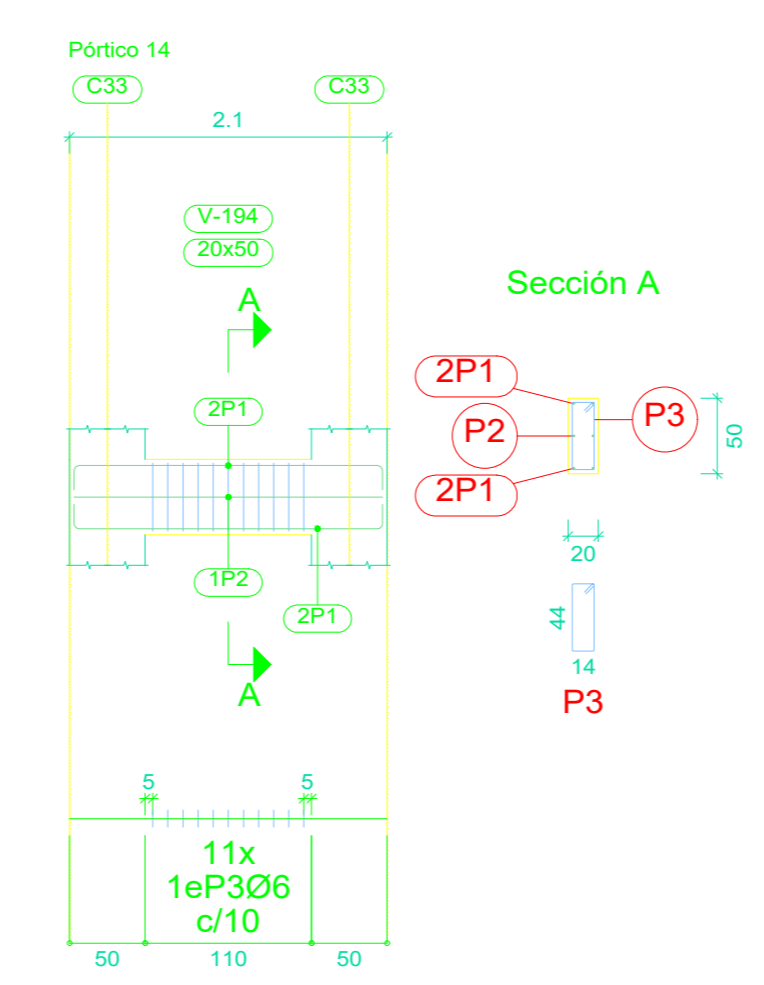 Pórtico 14
C33
C33
2.1
V-194
20x50
A
2P1
1P2
2P1
A
5
5
11x
1eP3Ø6
c/10
50
110
50
Sección A
2P1
P2
P3
2P1
50
20
44
14
P3